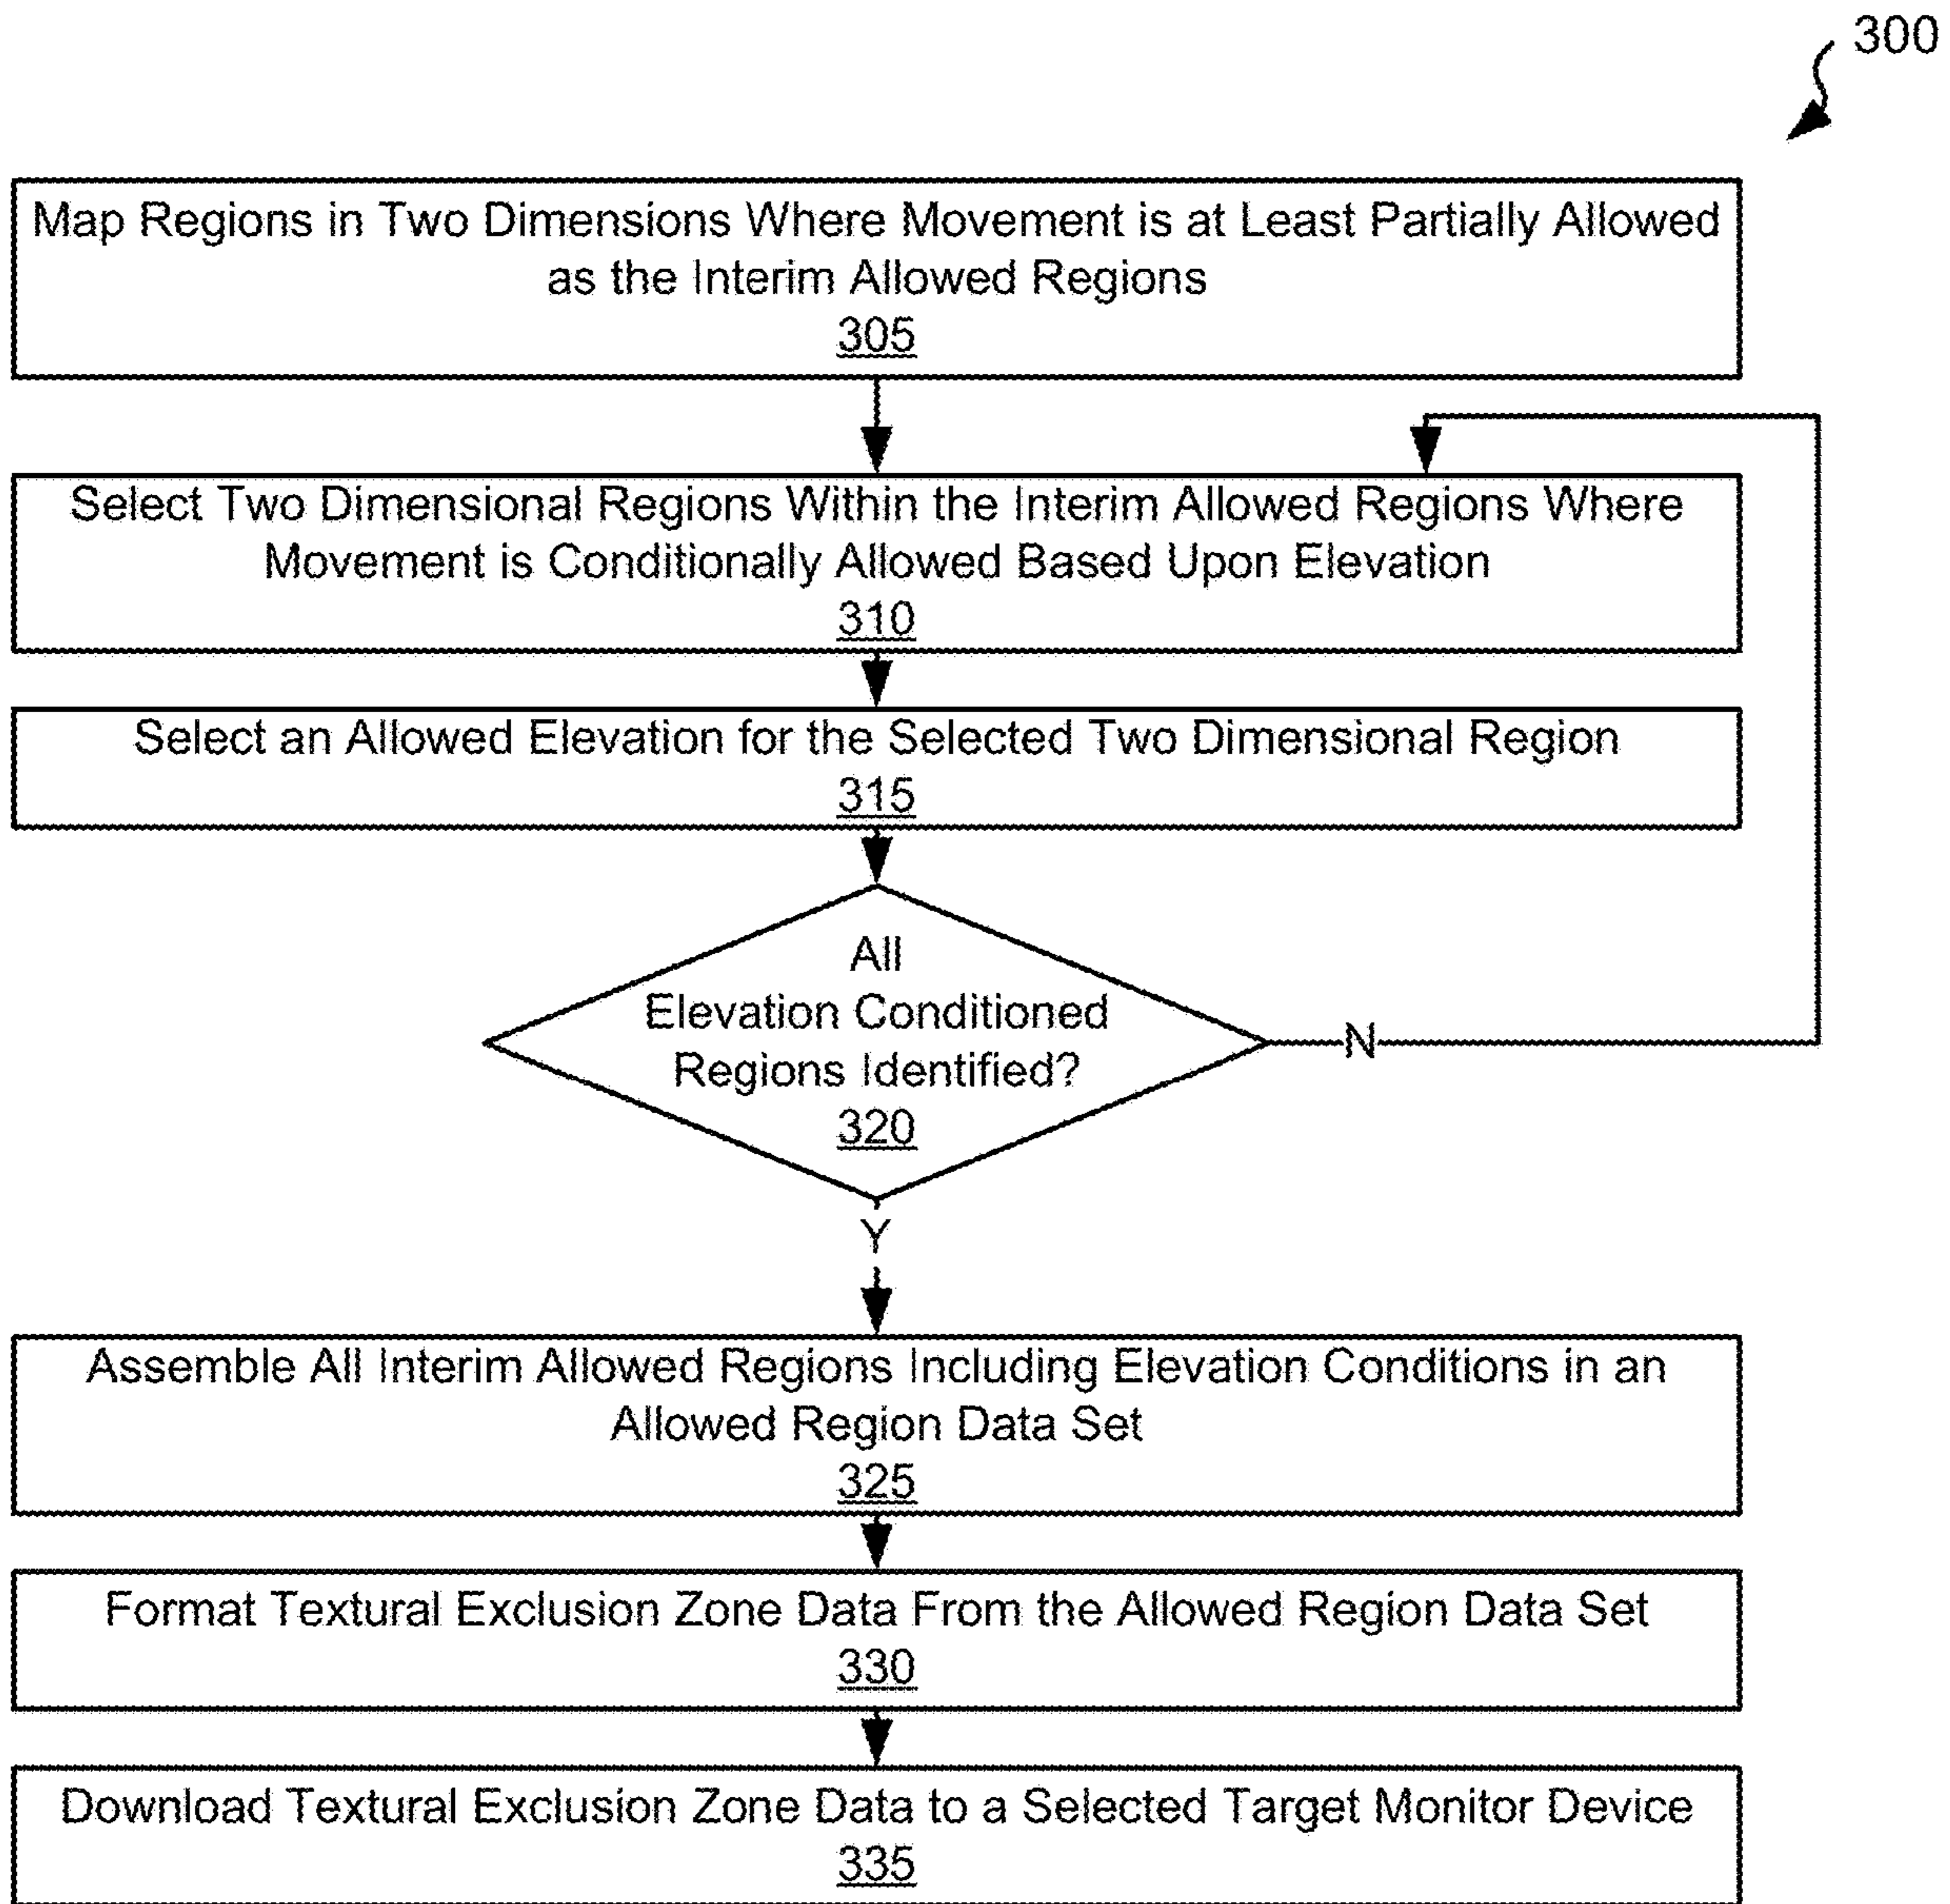 300
Map Regions in Two Dimensions Where Movement is at Least Partially Allowed
as the Interim Allowed Regions
305
Select Two Dimensional Regions Within the Interim Allowed Regions Where
Movement is Conditionally Allowed Based Upon Elevation
310
Select an Allowed Elevation for the Selected Two Dimensional Region
315
All
Elevation Conditioned
Regions Identified?
320
N
Y
Assemble All Interim Allowed Regions Including Elevation Conditions in an
Allowed Region Data Set
325
Format Textural Exclusion Zone Data From the Allowed Region Data Set
330
Download Textural Exclusion Zone Data to a Selected Target Monitor Device
335